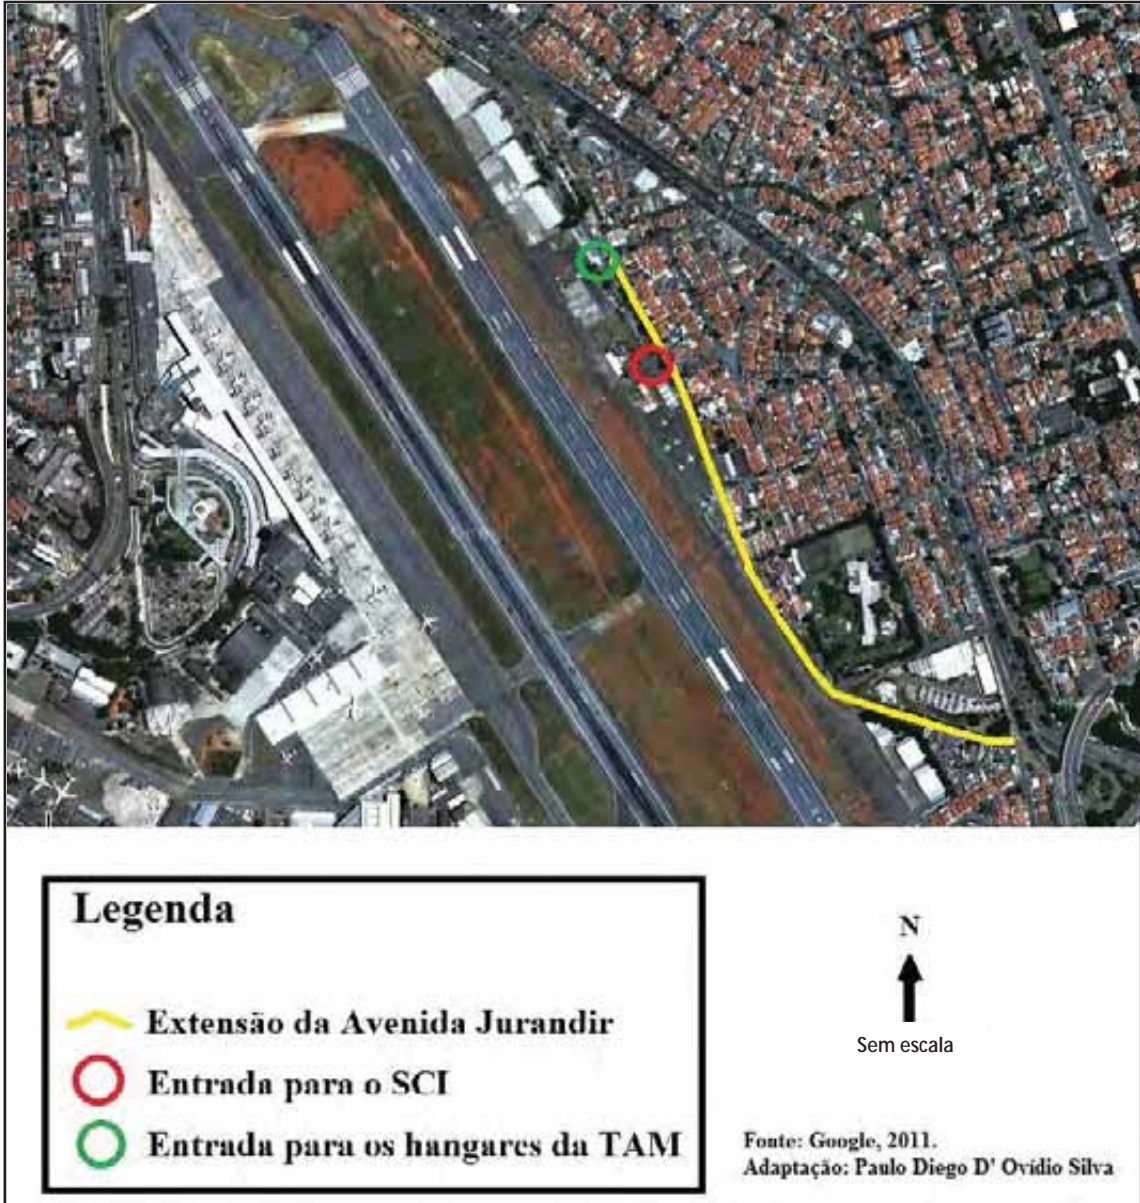 Legenda
Extensão da Avenida Jurandir
Entrada para o SCI
Entrada para os hangares da TAM
N
Sem escala
Fonte: Google, 2011.
Adaptação: Paulo Diego D' Ovídio Silva